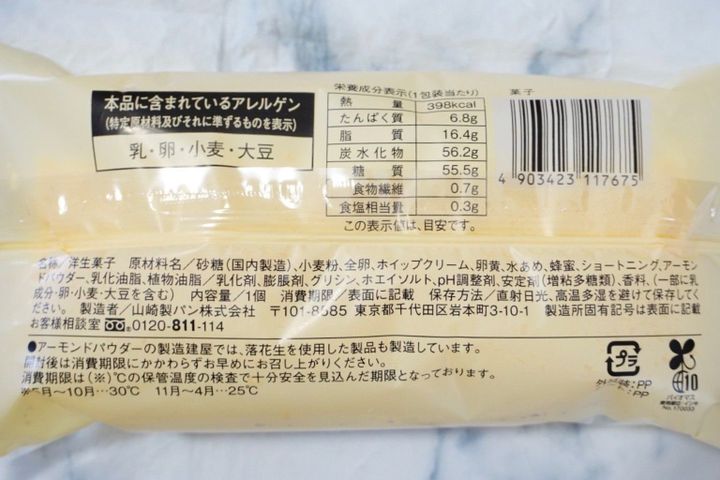 本品に含まれているアレルゲン
(特定原材料及びそれに準ずるものを表示)
乳・卵・小麦・大豆
栄養成分表示(1包装当たり)
熱量 398kcal
たんぱく質 6.8g
脂質 16.4g
炭水化物 56.2g
糖質 55.5g
食物繊維 0.7g
食塩相当量 0.3g
この表示値は、目安です。
菓子
4 903423 117675
名称/洋生菓子 原材料名/砂糖(国内製造)、小麦粉、全卵、ホイップクリーム、卵黄、水あめ、蜂蜜、ショートニング、アーモン
ドパウダー、乳化油脂、植物油脂/乳化剤、膨脹剤、グリシン、ホエイソルト、pH調整剤、安定剤(増粘多糖類)、香料、(一部に乳
成分・卵・小麦・大豆を含む) 内容量/1個 消費期限/表面に記載 保存方法/直射日光、高温多湿を避けて保存してく
ださい。 製造者/山崎製パン株式会社 〒101-8585 東京都千代田区岩本町3-10-1 製造所固有記号は表面に記載
お客様相談室 0120-811-114
●アーモンドパウダーの製造建屋では、落花生を使用した製品も製造しています。
開封後は消費期限にかかわらずお早めにお召し上がりください。
消費期限は(※)℃の保管温度の検査で十分安全を見込んだ期限となっております。
※5月〜10月…30℃ 11月〜4月…25℃
プラ
外装:PP
:PP
10
バイオマス
No.170033